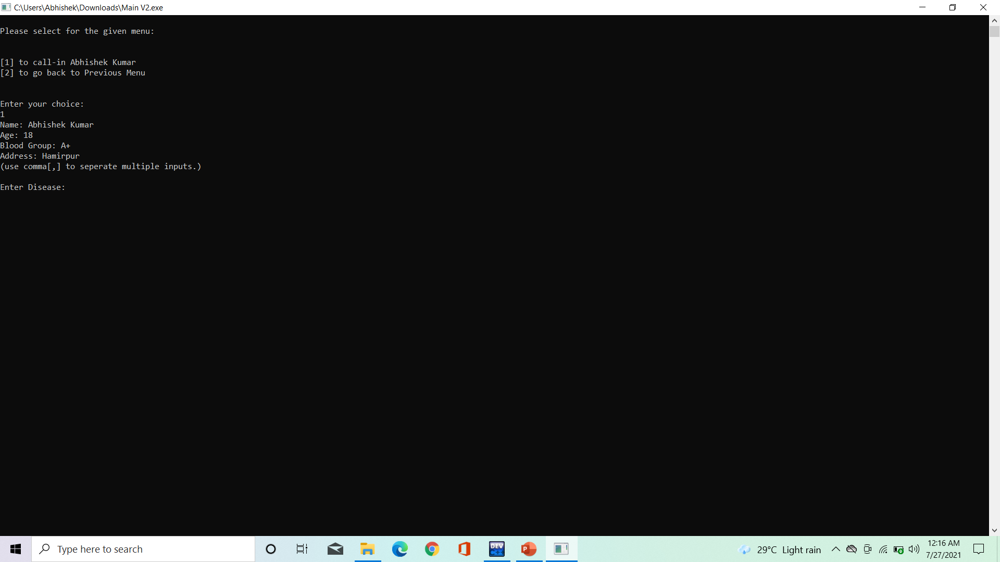 C:\Users\Abhishek\Downloads\Main V2.exe
Please select for the given menu:
[1] to call-in Abhishek Kumar
[2] to go back to Previous Menu
Enter your choice:
1
Name: Abhishek Kumar
Age: 18
Blood Group: A+
Address: Hamirpur
(use comma[,] to seperate multiple inputs.)
Enter Disease:
Type here to search
DEV
C++
P
29°C Light rain
12:16 AM
7/27/2021